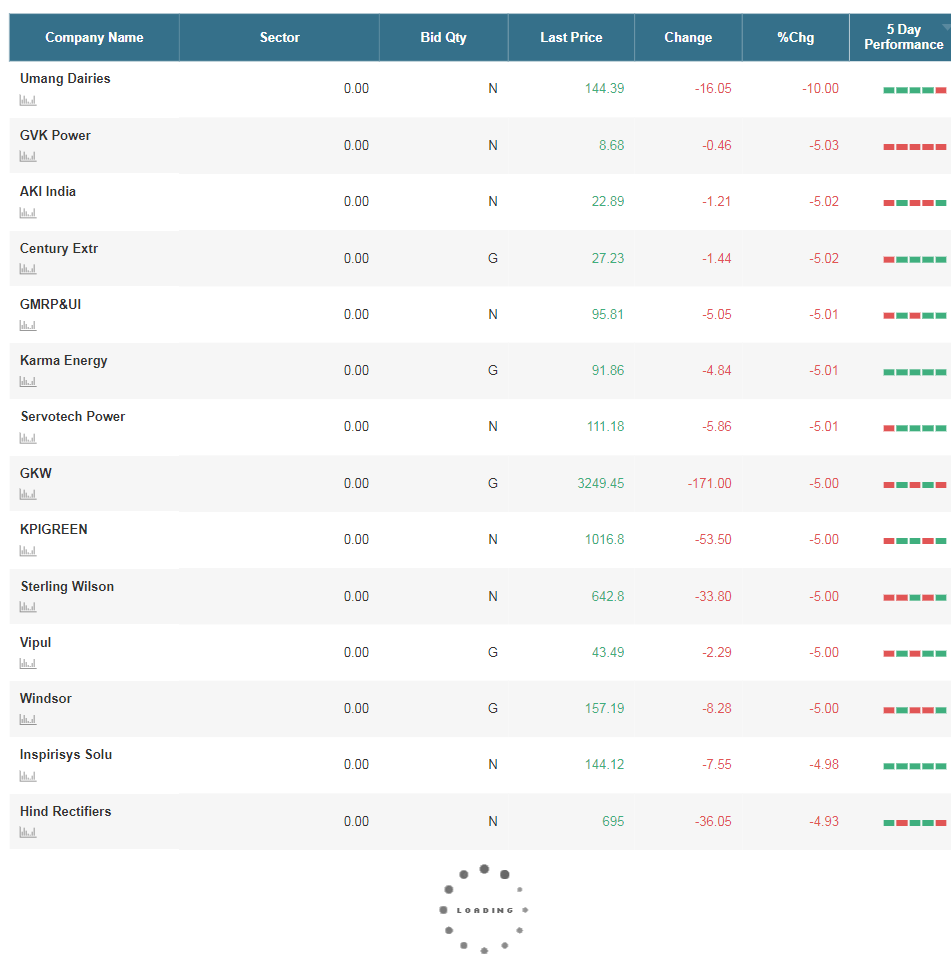 Company Name Sector Bid Qty Last Price Change %Chg 5 Day Performance
Umang Dairies 0.00 N 144.39 -16.05 -10.00
GVK Power 0.00 N 8.68 -0.46 -5.03
AKI India 0.00 N 22.89 -1.21 -5.02
Century Extr 0.00 G 27.23 -1.44 -5.02
GMRP&UI 0.00 N 95.81 -5.05 -5.01
Karma Energy 0.00 G 91.86 -4.84 -5.01
Servotech Power 0.00 N 111.18 -5.86 -5.01
GKW 0.00 G 3249.45 -171.00 -5.00
KPIGREEN 0.00 N 1016.8 -53.50 -5.00
Sterling Wilson 0.00 N 642.8 -33.80 -5.00
Vipul 0.00 G 43.49 -2.29 -5.00
Windsor 0.00 G 157.19 -8.28 -5.00
Inspirisys Solu 0.00 N 144.12 -7.55 -4.98
Hind Rectifiers 0.00 N 695 -36.05 -4.93
LOADING